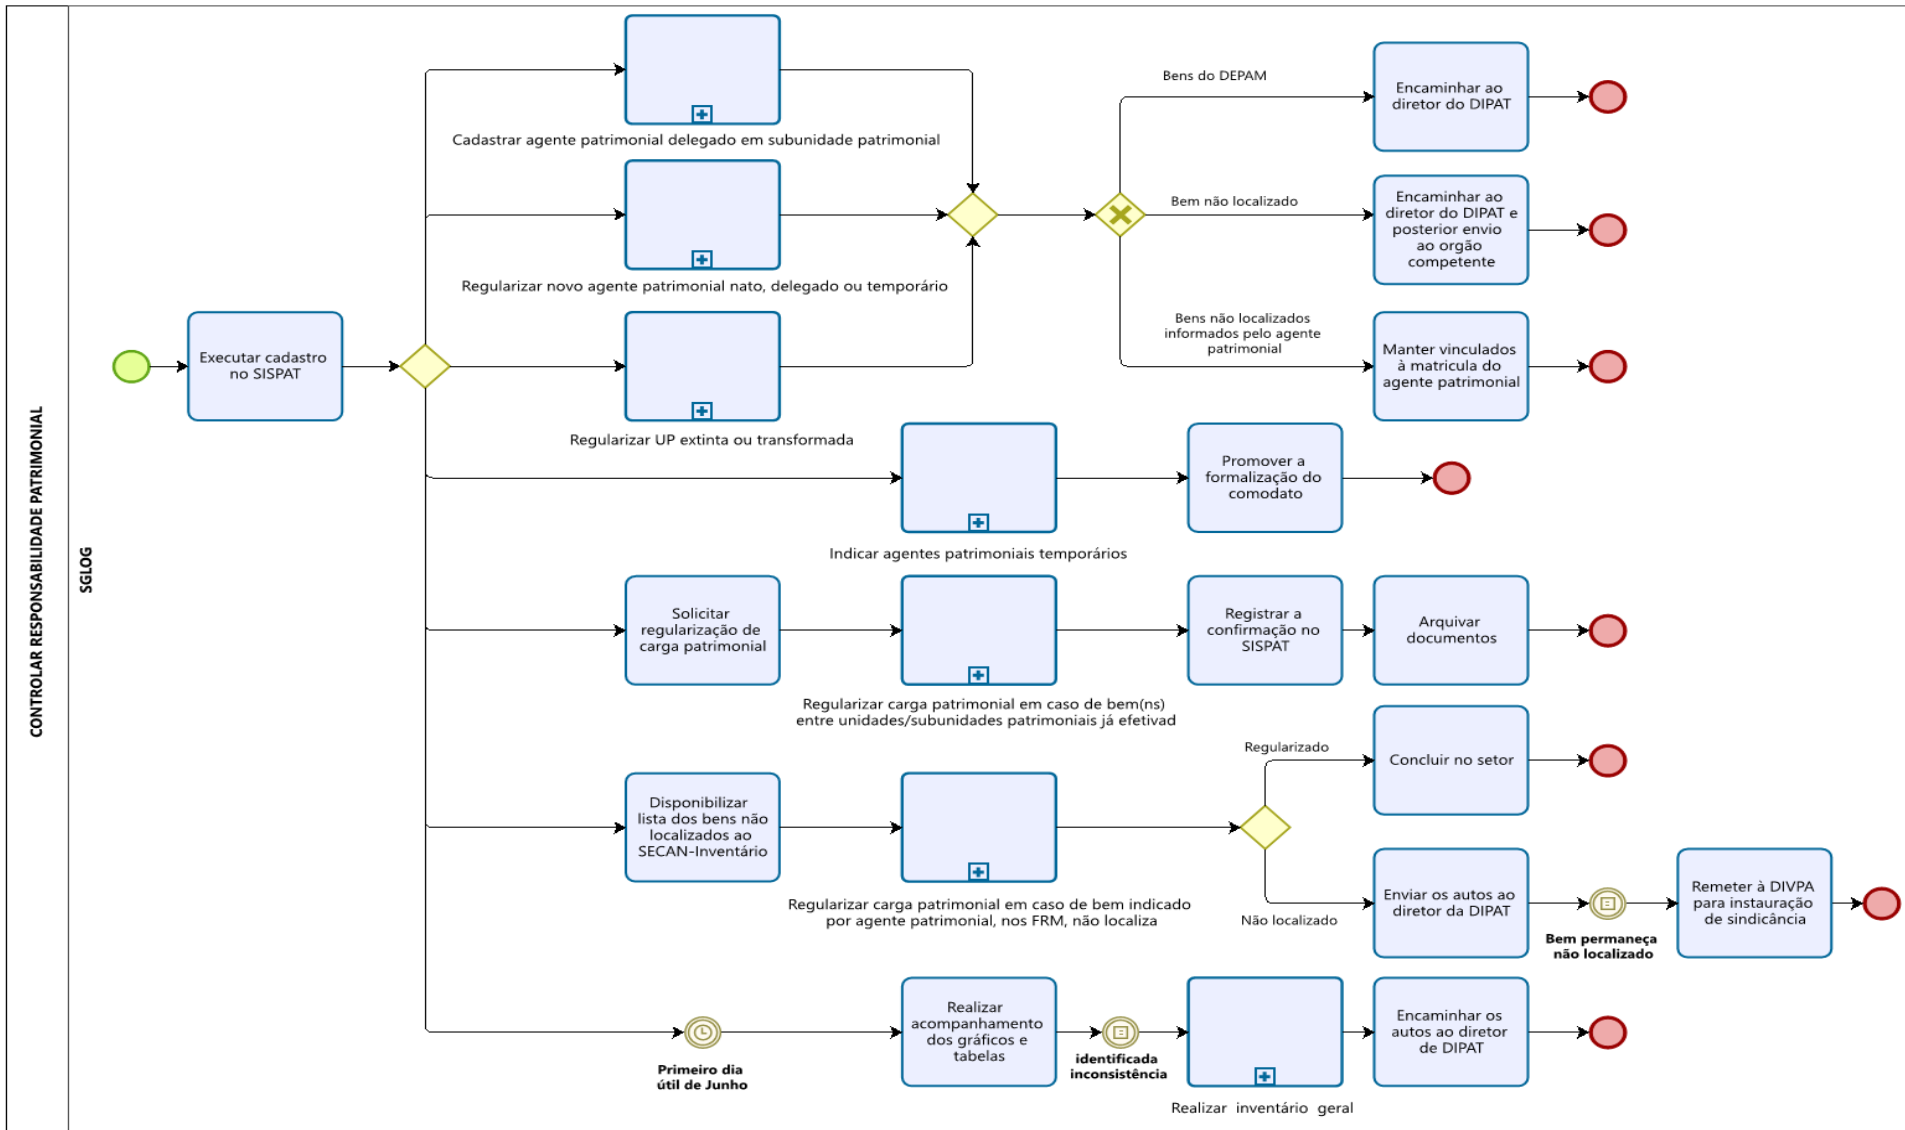 CONTROLAR RESPONSABILIDADE PATRIMONIAL
SGLOG
Executar cadastro
no SISPAT
Cadastrar agente patrimonial delegado em subunidade patrimonial
Regularizar novo agente patrimonial nato, delegado ou temporário
Regularizar UP extinta ou transformada
Bens do DEPAM
Encaminhar ao
diretor do DIPAT
Bem não localizado
Encaminhar ao
diretor do DIPAT e
posterior envio
ao orgão
competente
Bens não localizados
informados pelo agente
patrimonial
Manter vinculados
à matricula do
agente patrimonial
Indicar agentes patrimoniais temporários
Promover a
formalização do
comodato
Solicitar
regularização de
carga patrimonial
Regularizar carga patrimonial em caso de bem(ns)
entre unidades/subunidades patrimoniais já efetivad
Registrar a
confirmação no
SISPAT
Arquivar
documentos
Disponibilizar
lista dos bens não
localizados ao
SECAN-Inventário
Regularizar carga patrimonial em caso de bem indicado
por agente patrimonial, nos FRM, não localiza
Regularizado
Concluir no setor
Não localizado
Enviar os autos ao
diretor da DIPAT
Bem permaneça
não localizado
Remeter à DIVPA
para instauração
de sindicância
Primeiro dia
útil de Junho
Realizar
acompanhamento
dos gráficos e
tabelas
identificada
inconsistência
Realizar inventário geral
Encaminhar os
autos ao diretor
de DIPAT